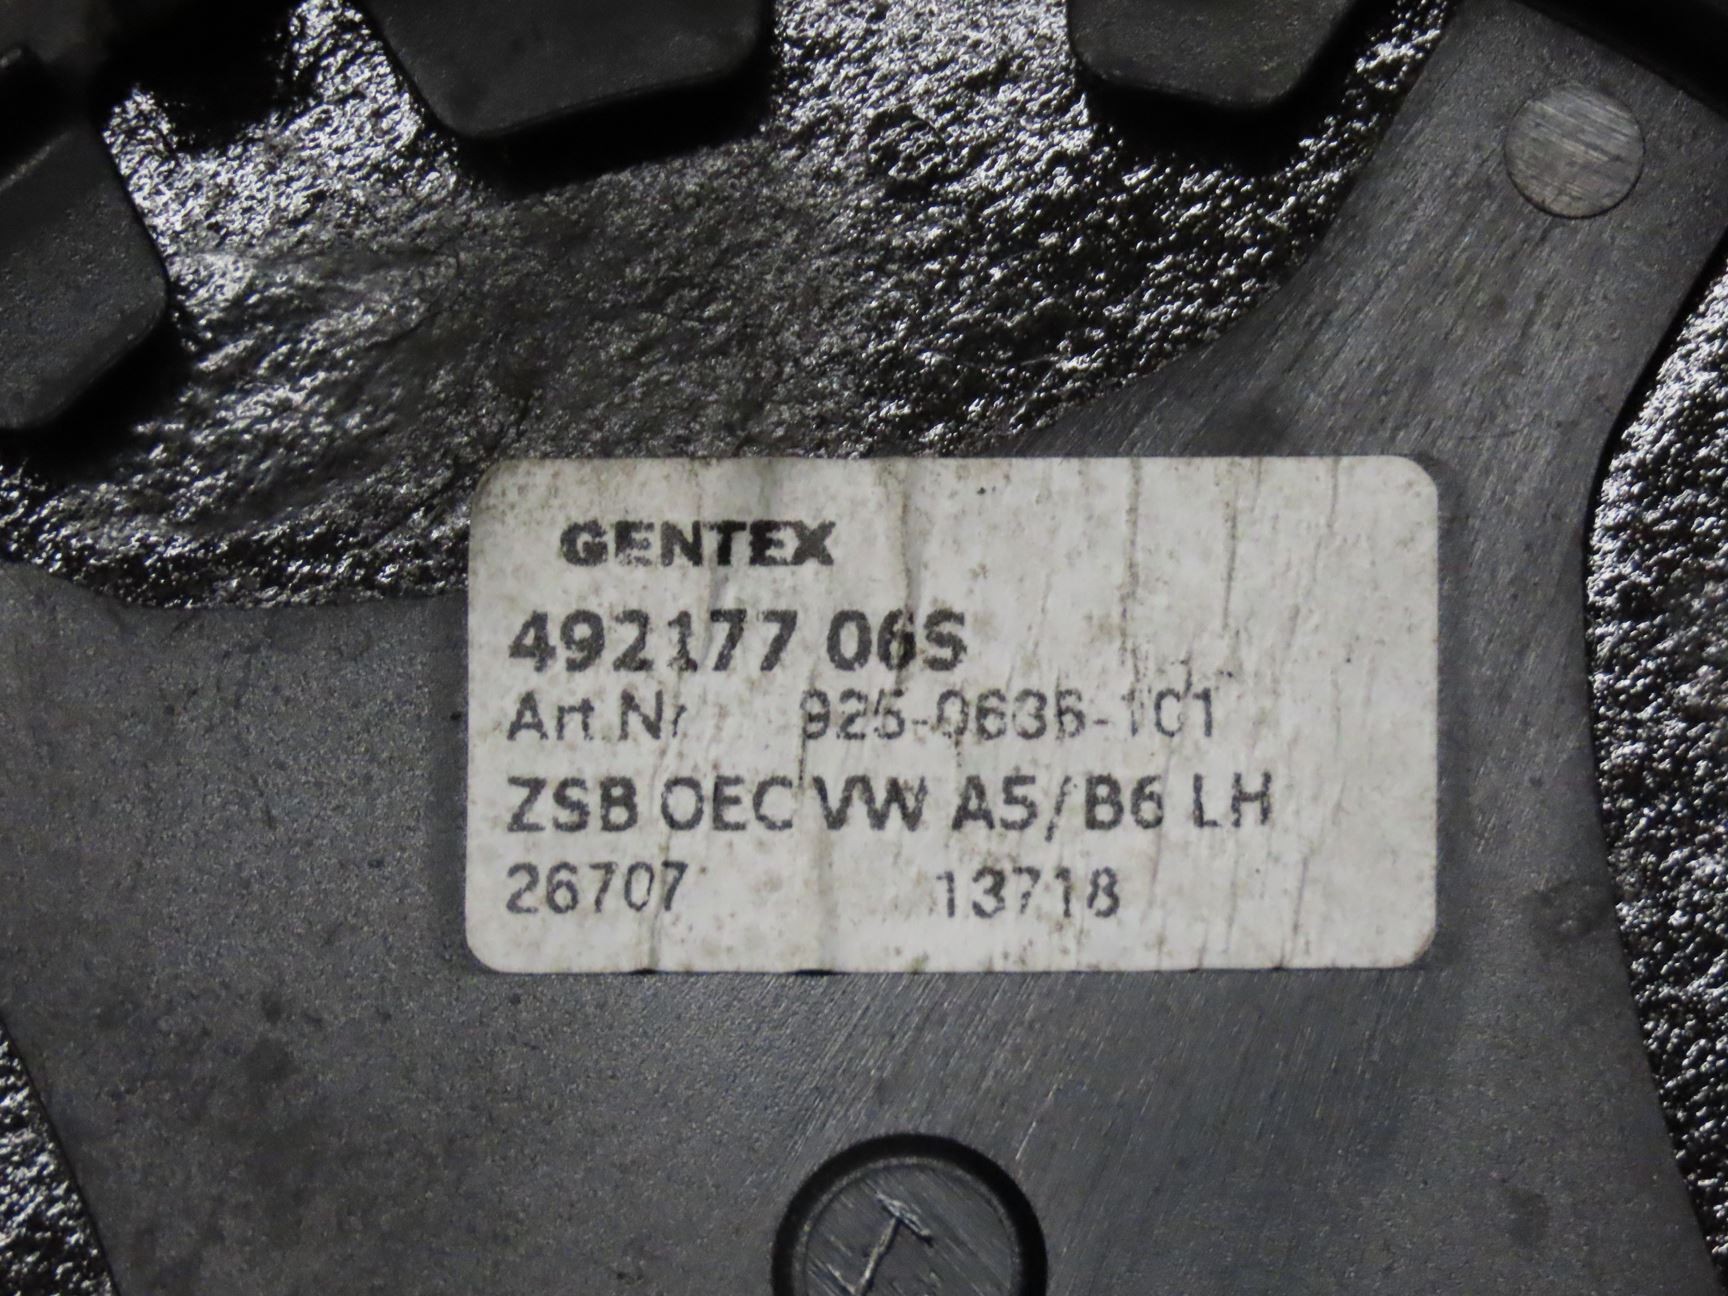 GENTEX
492177 06S
Art.Nr 925-0636-101
ZSB OEC VW A5/B6 LH
26707 13718